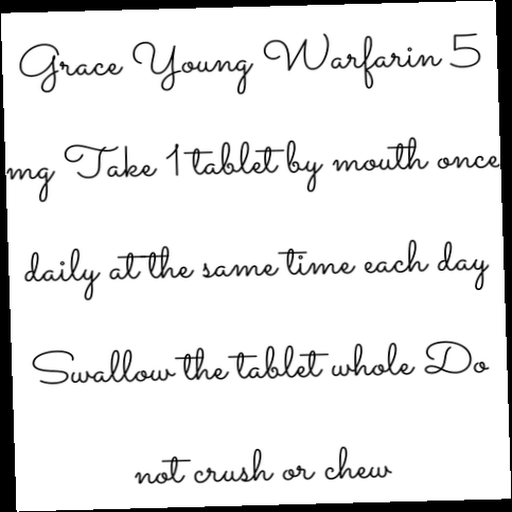 Grace Young Warfarin 5
mg Take 1 tablet by mouth once
daily at the same time each day
Swallow the tablet whole Do
not crush or chew